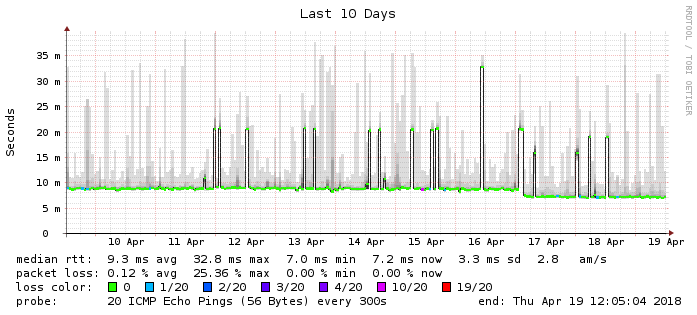 Last 10 Days
RRDTOOL / TOBI OETIKER
Seconds
35 m
30 m
25 m
20 m
15 m
10 m
5 m
0
10 Apr 11 Apr 12 Apr 13 Apr 14 Apr 15 Apr 16 Apr 17 Apr 18 Apr 19 Apr
median rtt: 9.3 ms avg 32.8 ms max 7.0 ms min 7.2 ms now 3.3 ms sd 2.8 am/s
packet loss: 0.12 % avg 25.36 % max 0.00 % min 0.00 % now
loss color: 0 1/20 2/20 3/20 4/20 10/20 19/20
probe: 20 ICMP Echo Pings (56 Bytes) every 300s end: Thu Apr 19 12:05:04 2018